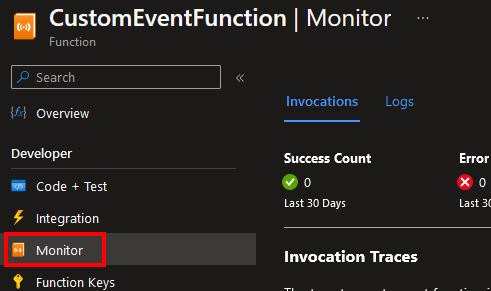 CustomEventFunction | Monitor ...
Function
Search
«
Overview
Developer
Code + Test
Integration
Monitor
Function Keys
Invocations Logs
Success Count Error
0 0
Last 30 Days Last 30 Days
Invocation Traces